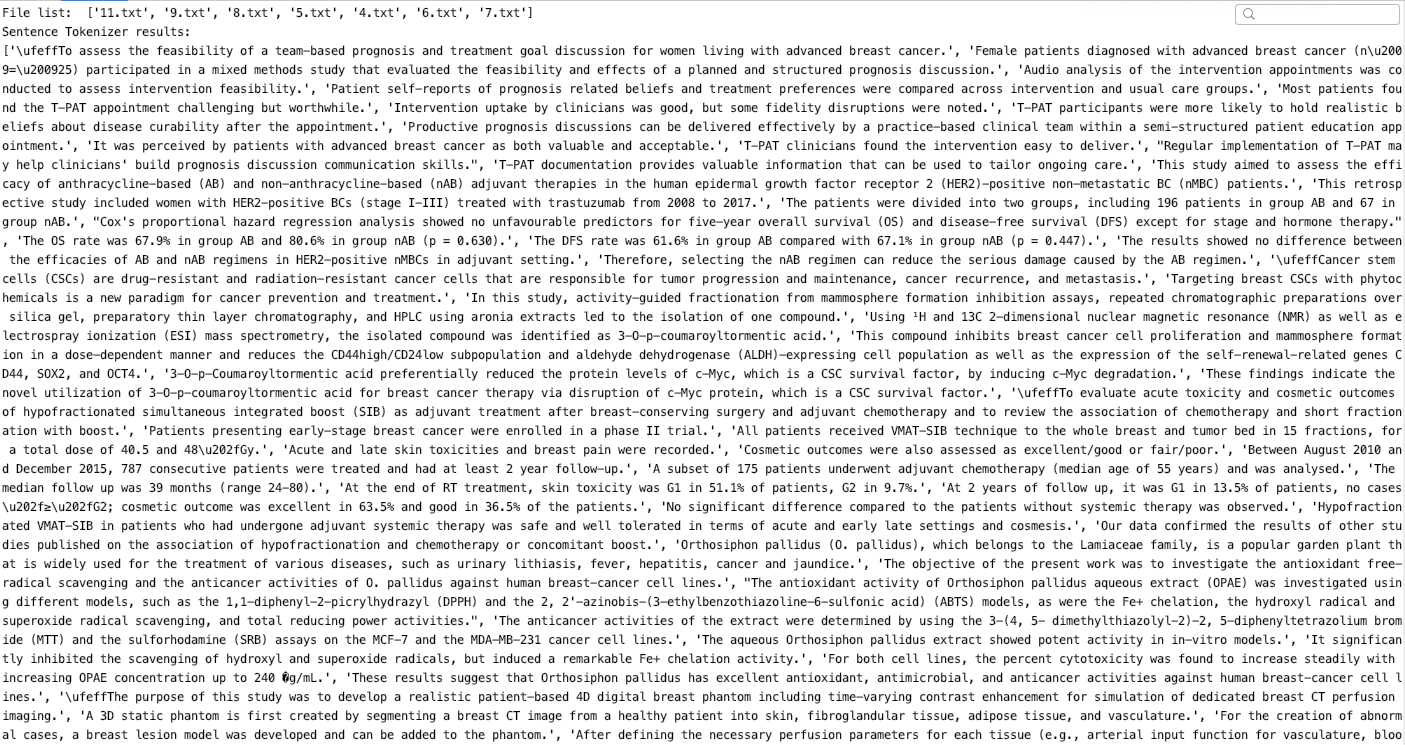 File list:  ['11.txt', '9.txt', '8.txt', '5.txt', '4.txt', '6.txt', '7.txt']
Sentence Tokenizer results:
['\ufeffTo assess the feasibility of a team-based prognosis and treatment goal discussion for women living with advanced breast cancer.', 'Female patients diagnosed with advanced breast cancer (n\u200
9=\u200925) participated in a mixed methods study that evaluated the feasibility and effects of a planned and structured prognosis discussion.', 'Audio analysis of the intervention appointments was co
nducted to assess intervention feasibility.', 'Patient self-reports of prognosis related beliefs and treatment preferences were compared across intervention and usual care groups.', 'Most patients fou
nd the T-PAT appointment challenging but worthwhile.', 'Intervention uptake by clinicians was good, but some fidelity disruptions were noted.', 'T-PAT participants were more likely to hold realistic b
eliefs about disease curability after the appointment.', 'Productive prognosis discussions can be delivered effectively by a practice-based clinical team within a semi-structured patient education app
ointment.', 'It was perceived by patients with advanced breast cancer as both valuable and acceptable.', 'T-PAT clinicians found the intervention easy to deliver.', "Regular implementation of T-PAT ma
y help clinicians' build prognosis discussion communication skills.", 'T-PAT documentation provides valuable information that can be used to tailor ongoing care.', 'This study aimed to assess the effi
cacy of anthracycline-based (AB) and non-anthracycline-based (nAB) adjuvant therapies in the human epidermal growth factor receptor 2 (HER2)-positive non-metastatic BC (nMBC) patients.', 'This retrosp
ective study included women with HER2-positive BCs (stage I-III) treated with trastuzumab from 2008 to 2017.', 'The patients were divided into two groups, including 196 patients in group AB and 67 in
group nAB.', "Cox's proportional hazard regression analysis showed no unfavourable predictors for five-year overall survival (OS) and disease-free survival (DFS) except for stage and hormone therapy."
, 'The OS rate was 67.9% in group AB and 80.6% in group nAB (p = 0.630).', 'The DFS rate was 61.6% in group AB compared with 67.1% in group nAB (p = 0.447).', 'The results showed no difference between
the efficacies of AB and nAB regimens in HER2-positive nMBCs in adjuvant setting.', 'Therefore, selecting the nAB regimen can reduce the serious damage caused by the AB regimen.', '\ufeffCancer stem
cells (CSCs) are drug-resistant and radiation-resistant cancer cells that are responsible for tumor progression and maintenance, cancer recurrence, and metastasis.', 'Targeting breast CSCs with phytoc
hemicals is a new paradigm for cancer prevention and treatment.', 'In this study, activity-guided fractionation from mammosphere formation inhibition assays, repeated chromatographic preparations over
silica gel, preparatory thin layer chromatography, and HPLC using aronia extracts led to the isolation of one compound.', 'Using ¹H and 13C 2-dimensional nuclear magnetic resonance (NMR) as well as e
lectrospray ionization (ESI) mass spectrometry, the isolated compound was identified as 3-O-p-coumaroyltormentic acid.', 'This compound inhibits breast cancer cell proliferation and mammosphere format
ion in a dose-dependent manner and reduces the CD44high/CD24low subpopulation and aldehyde dehydrogenase (ALDH)-expressing cell population as well as the expression of the self-renewal-related genes C
D44, SOX2, and OCT4.', '3-O-p-Coumaroyltormentic acid preferentially reduced the protein levels of c-Myc, which is a CSC survival factor, by inducing c-Myc degradation.', 'These findings indicate the
novel utilization of 3-O-p-coumaroyltormentic acid for breast cancer therapy via disruption of c-Myc protein, which is a CSC survival factor.', '\ufeffTo evaluate acute toxicity and cosmetic outcomes
of hypofractionated simultaneous integrated boost (SIB) as adjuvant treatment after breast-conserving surgery and adjuvant chemotherapy and to review the association of chemotherapy and short fraction
ation with boost.', 'Patients presenting early-stage breast cancer were enrolled in a phase II trial.', 'All patients received VMAT-SIB technique to the whole breast and tumor bed in 15 fractions, for
a total dose of 40.5 and 48\u202fGy.', 'Acute and late skin toxicities and breast pain were recorded.', 'Cosmetic outcomes were also assessed as excellent/good or fair/poor.', 'Between August 2010 an
d December 2015, 787 consecutive patients were treated and had at least 2 year follow-up.', 'A subset of 175 patients underwent adjuvant chemotherapy (median age of 55 years) and was analysed.', 'The
median follow up was 39 months (range 24-80).', 'At the end of RT treatment, skin toxicity was G1 in 51.1% of patients, G2 in 9.7%.', 'At 2 years of follow up, it was G1 in 13.5% of patients, no cases
\u202f≥\u202fG2; cosmetic outcome was excellent in 63.5% and good in 36.5% of the patients.', 'No significant difference compared to the patients without systemic therapy was observed.', 'Hypofraction
ated VMAT-SIB in patients who had undergone adjuvant systemic therapy was safe and well tolerated in terms of acute and early late settings and cosmesis.', 'Our data confirmed the results of other stu
dies published on the association of hypofractionation and chemotherapy or concomitant boost.', 'Orthosiphon pallidus (O. pallidus), which belongs to the Lamiaceae family, is a popular garden plant th
at is widely used for the treatment of various diseases, such as urinary lithiasis, fever, hepatitis, cancer and jaundice.', 'The objective of the present work was to investigate the antioxidant free-
radical scavenging and the anticancer activities of O. pallidus against human breast-cancer cell lines.', "The antioxidant activity of Orthosiphon pallidus aqueous extract (OPAE) was investigated usin
g different models, such as the 1,1-diphenyl-2-picrylhydrazyl (DPPH) and the 2, 2'-azinobis-(3-ethylbenzothiazoline-6-sulfonic acid) (ABTS) models, as were the Fe+ chelation, the hydroxyl radical and
superoxide radical scavenging, and total reducing power activities.", 'The anticancer activities of the extract were determined by using the 3-(4, 5- dimethylthiazolyl-2)-2, 5-diphenyltetrazolium brom
ide (MTT) and the sulforhodamine (SRB) assays on the MCF-7 and the MDA-MB-231 cancer cell lines.', 'The aqueous Orthosiphon pallidus extract showed potent activity in in-vitro models.', 'It significan
tly inhibited the scavenging of hydroxyl and superoxide radicals, but induced a remarkable Fe+ chelation activity.', 'For both cell lines, the percent cytotoxicity was found to increase steadily with
increasing OPAE concentration up to 240 �g/mL.', 'These results suggest that Orthosiphon pallidus has excellent antioxidant, antimicrobial, and anticancer activities against human breast-cancer cell l
ines.', '\ufeffThe purpose of this study was to develop a realistic patient-based 4D digital breast phantom including time-varying contrast enhancement for simulation of dedicated breast CT perfusion
imaging.', 'A 3D static phantom is first created by segmenting a breast CT image from a healthy patient into skin, fibroglandular tissue, adipose tissue, and vasculature.', 'For the creation of abnorm
al cases, a breast lesion model was developed and can be added to the phantom.', 'After defining the necessary perfusion parameters for each tissue (e.g., arterial input function for vasculature, bloo